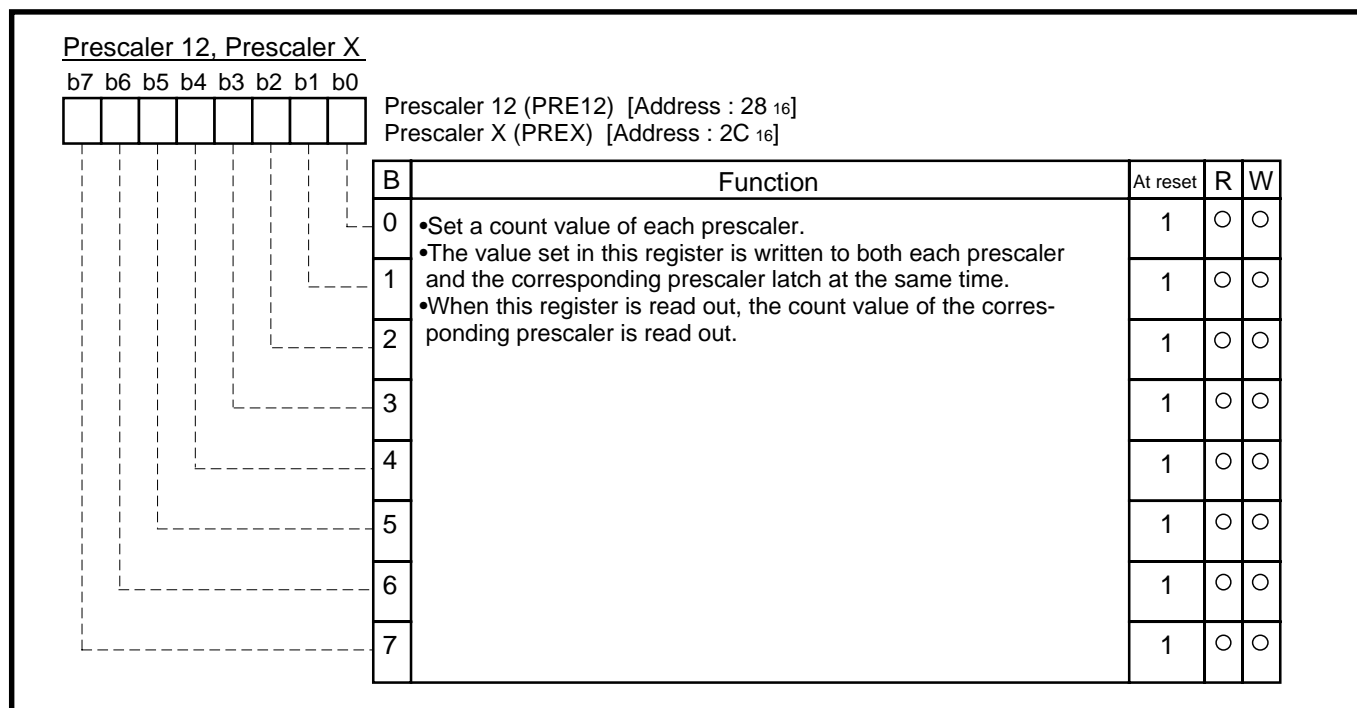 Prescaler 12, Prescaler X
b7 b6 b5 b4 b3 b2 b1 b0
Prescaler 12 (PRE12) [Address : 28 16]
Prescaler X (PREX) [Address : 2C 16]
B Function At reset R W
0 •Set a count value of each prescaler. 1 ○ ○
•The value set in this register is written to both each prescaler
1 and the corresponding prescaler latch at the same time. 1 ○ ○
•When this register is read out, the count value of the corres-
2 ponding prescaler is read out. 1 ○ ○
3 1 ○ ○
4 1 ○ ○
5 1 ○ ○
6 1 ○ ○
7 1 ○ ○